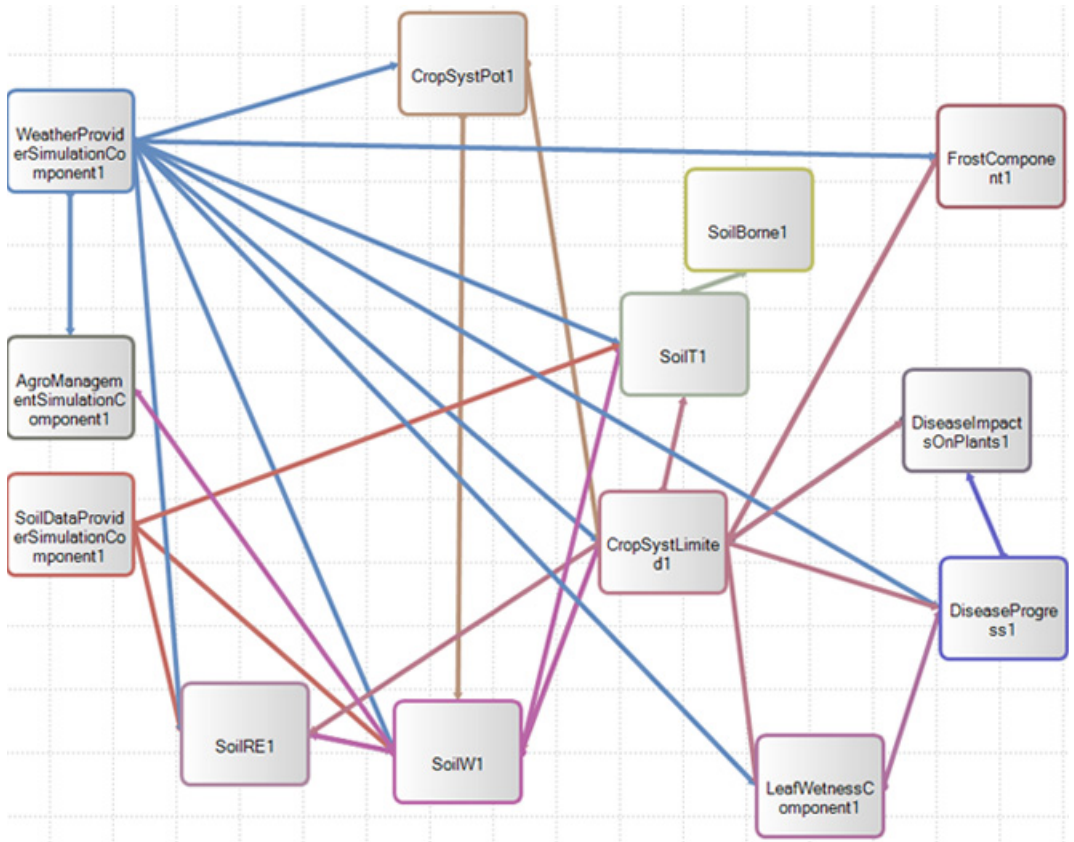 CropSystPot1
WeatherProvid
erSimulationCo
mponent1
FrostCompone
nt1
SoilBorne1
SoilT1
AgroManagem
entSimulationC
omponent1
DiseaseImpact
sOnPlants1
SoilDataProvid
erSimulationCo
mponent1
CropSystLimite
d1
DiseaseProgre
ss1
SoilRE1
SoilW1
LeafWetnessC
omponent1